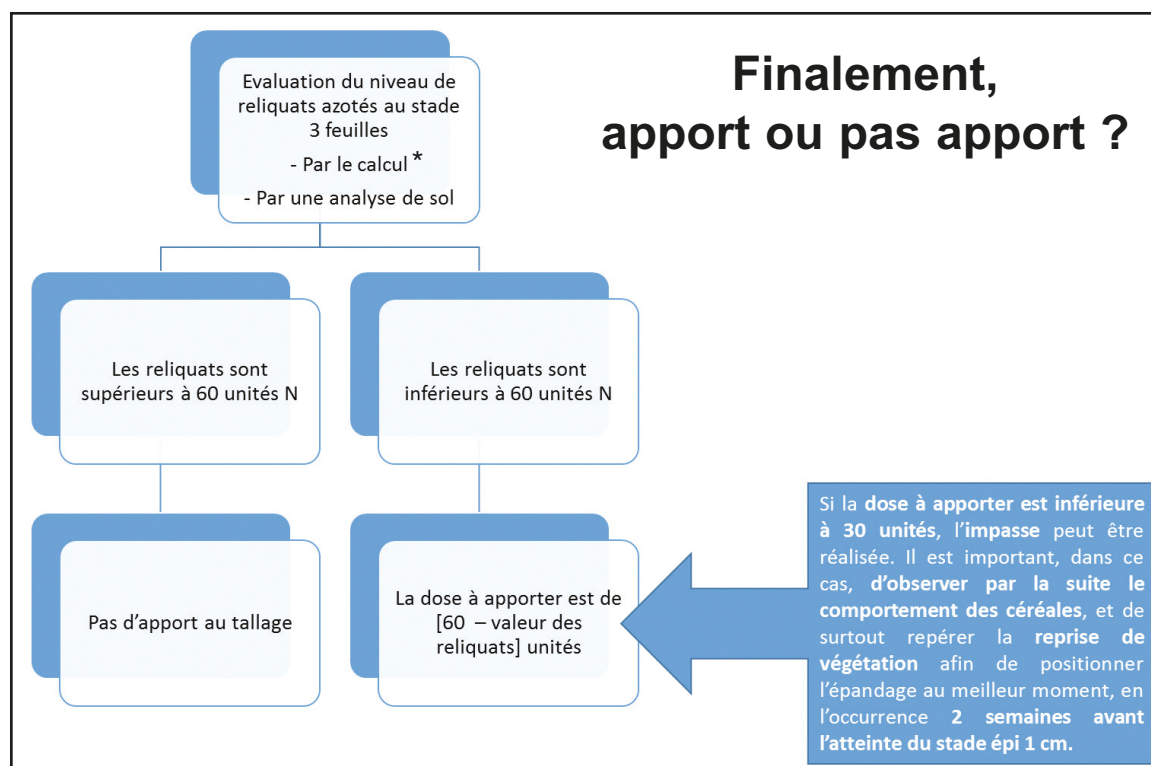 Finalement,
apport ou pas apport ?
Evaluation du niveau de
reliquats azotés au stade
3 feuilles
- Par le calcul *
- Par une analyse de sol
Les reliquats sont
supérieurs à 60 unités N
Les reliquats sont
inférieurs à 60 unités N
Pas d’apport au tallage
La dose à apporter est de
[60 – valeur des
reliquats] unités
Si la dose à apporter est inférieure
à 30 unités, l’impasse peut être
réalisée. Il est important, dans ce
cas, d’observer par la suite le
comportement des céréales, et de
surtout repérer la reprise de
végétation afin de positionner
l’épandage au meilleur moment, en
l’occurrence 2 semaines avant
l’atteinte du stade épi 1 cm.